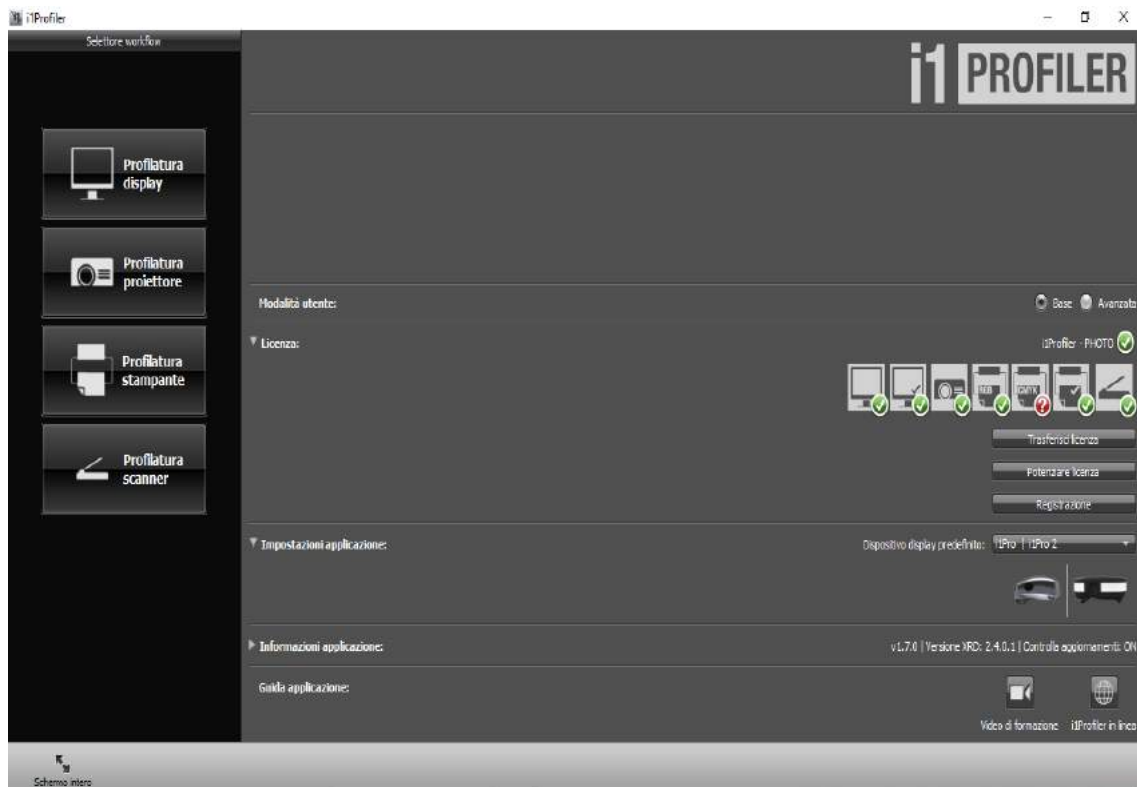 i1Profiler
Selettore workflow
i1 PROFILER
Profilatura
display
Profilatura
proiettore
Profilatura
stampante
Profilatura
scanner
Modalità utente:
Base Avanzata
Licenza:
i1Profiler - PHOTO
RGB
CMYK
Trasferisci licenza
Potenziare licenza
Registrazione
Impostazioni applicazione:
Dispositivo display predefinito: i1Pro | i1Pro 2
Informazioni applicazione:
v1.7.0 | Versione XRD: 2.4.0.1 | Controlla aggiornamenti: ON
Guida applicazione:
Video di formazione i1Profiler in linea
Schermo intero